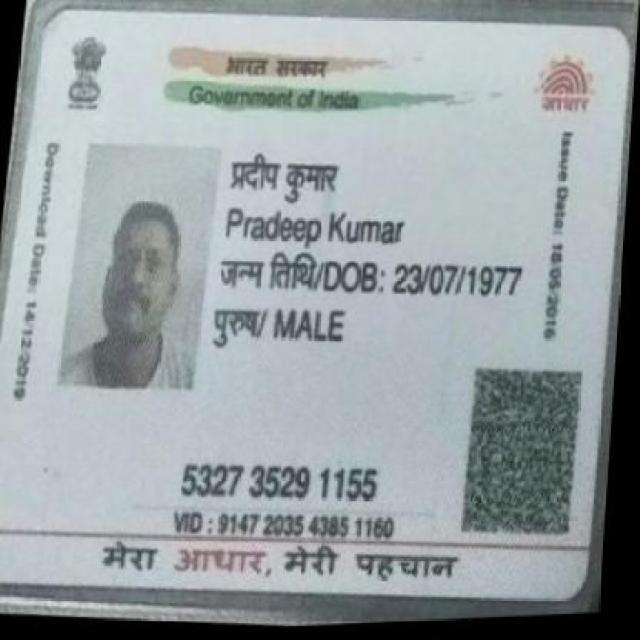 भारत सरकार
Government of India
आधार
Download Date: 14/12/2019
Issue Date: 18/05/2016
प्रदीप कुमार
Pradeep Kumar
जन्म तिथि/DOB: 23/07/1977
पुरुष/ MALE
5327 3529 1155
VID : 9147 2035 4385 1160
मेरा आधार, मेरी पहचान